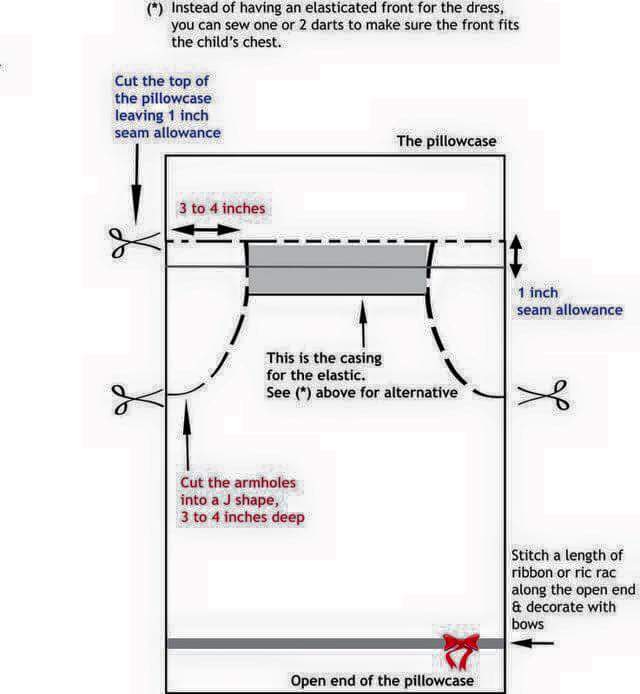 (*) Instead of having an elasticated front for the dress,
you can sew one or 2 darts to make sure the front fits
the child's chest.
Cut the top of
the pillowcase
leaving 1 inch
seam allowance
The pillowcase
3 to 4 inches
1 inch
seam allowance
This is the casing
for the elastic.
See (*) above for alternative
Cut the armholes
into a J shape,
3 to 4 inches deep
Stitch a length of
ribbon or ric rac
along the open end
& decorate with
bows
Open end of the pillowcase